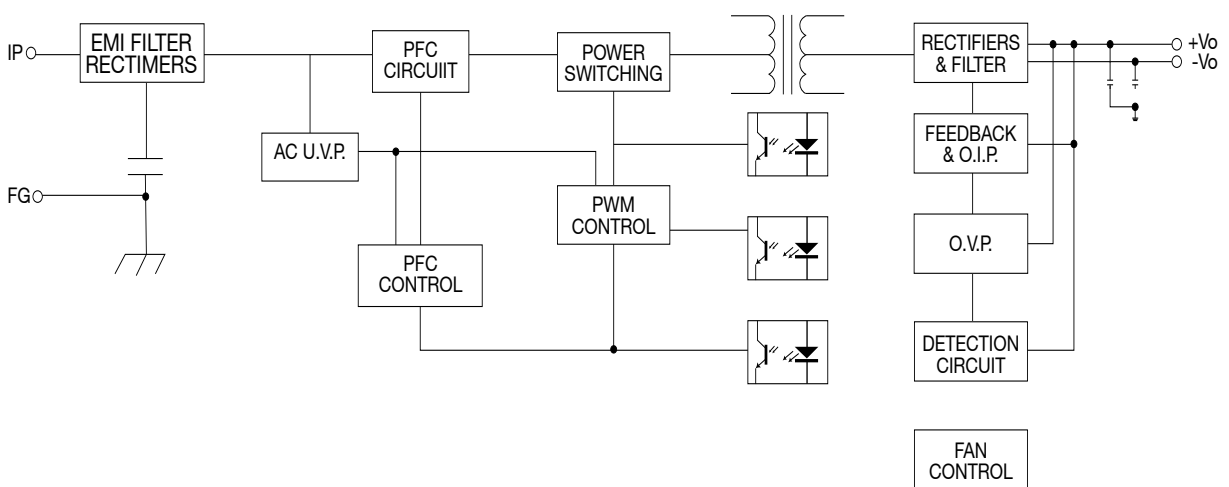 IP
EMI FILTER
RECTIMERS
PFC
CIRCUIIT
POWER
SWITCHING
RECTIFIERS
& FILTER
+Vo
-Vo
AC U.V.P.
FEEDBACK
& O.I.P.
FG
PWM
CONTROL
O.V.P.
PFC
CONTROL
DETECTION
CIRCUIT
FAN
CONTROL